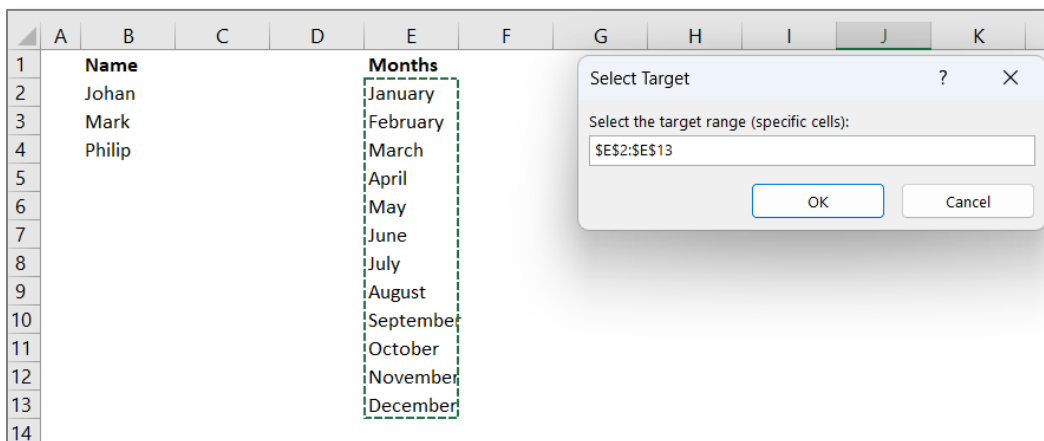 A B C D E F G H I J K
1 Name Months
2 Johan January
3 Mark February
4 Philip March
5 April
6 May
7 June
8 July
9 August
10 September
11 October
12 November
13 December
14
Select Target ? X
Select the target range (specific cells):
$E$2:$E$13
OK Cancel